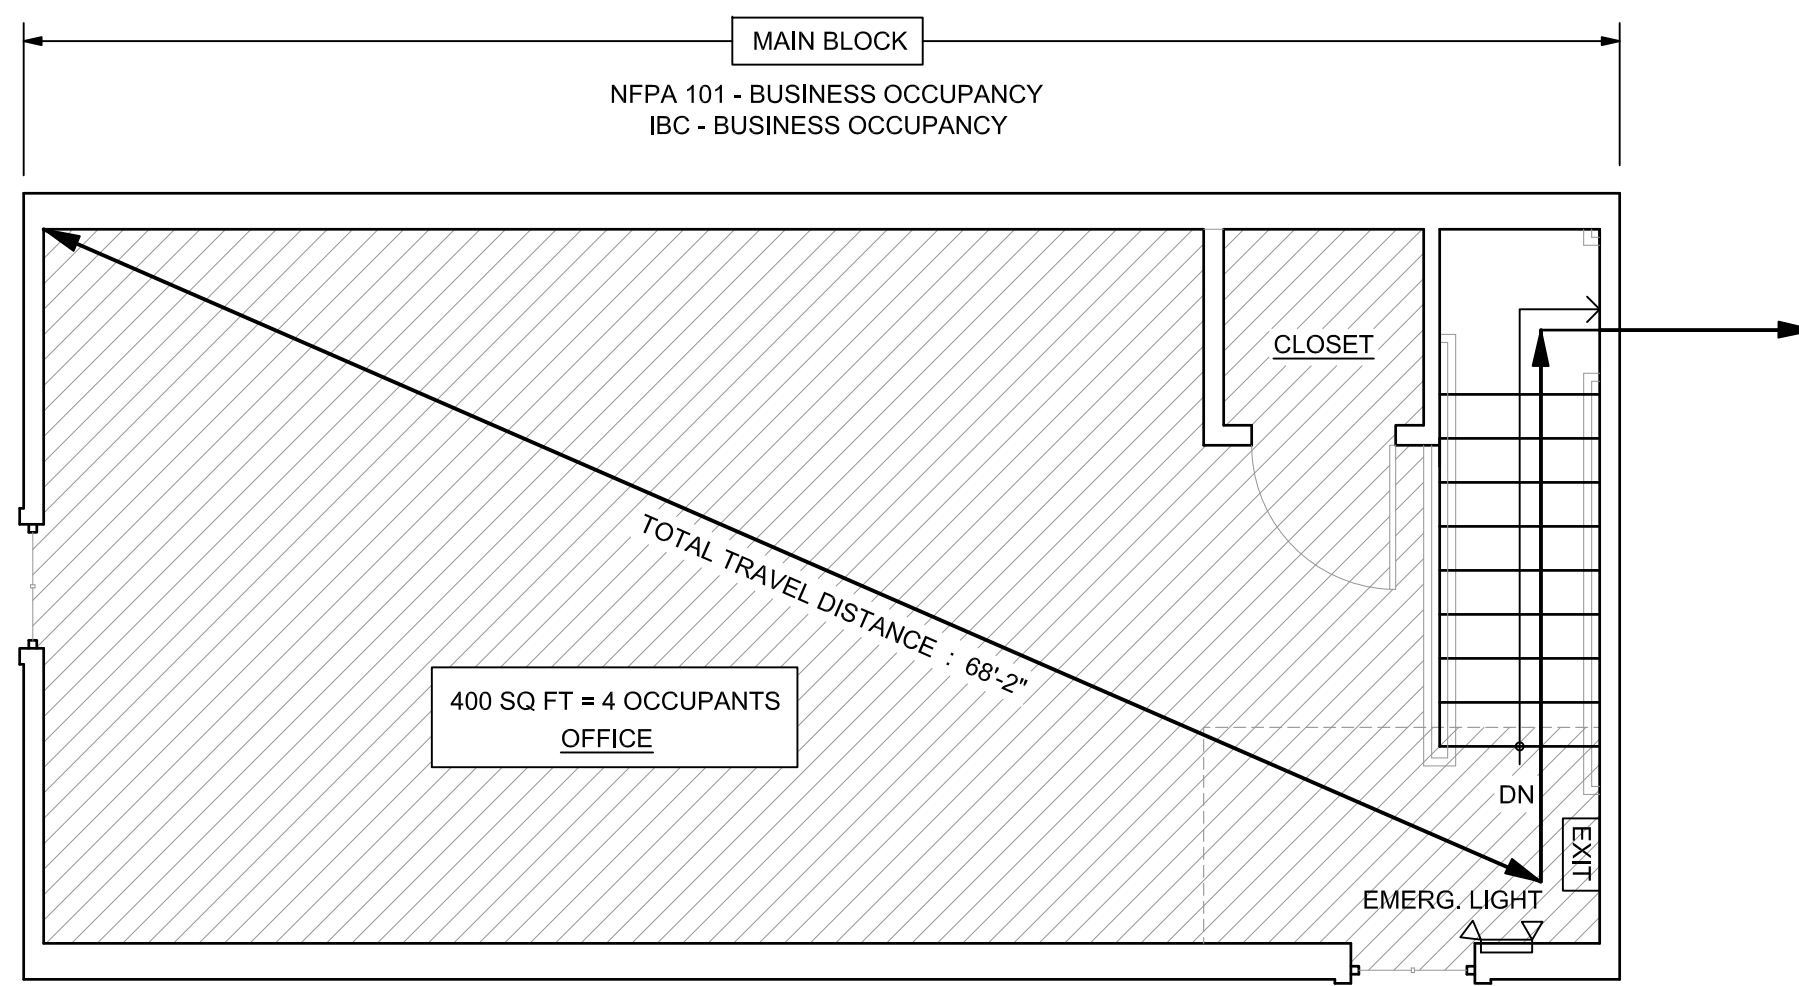 MAIN BLOCK
NFPA 101 - BUSINESS OCCUPANCY
IBC - BUSINESS OCCUPANCY
CLOSET
TOTAL TRAVEL DISTANCE : 68'-2"
400 SQ FT = 4 OCCUPANTS
OFFICE
DN
EXIT
EMERG. LIGHT